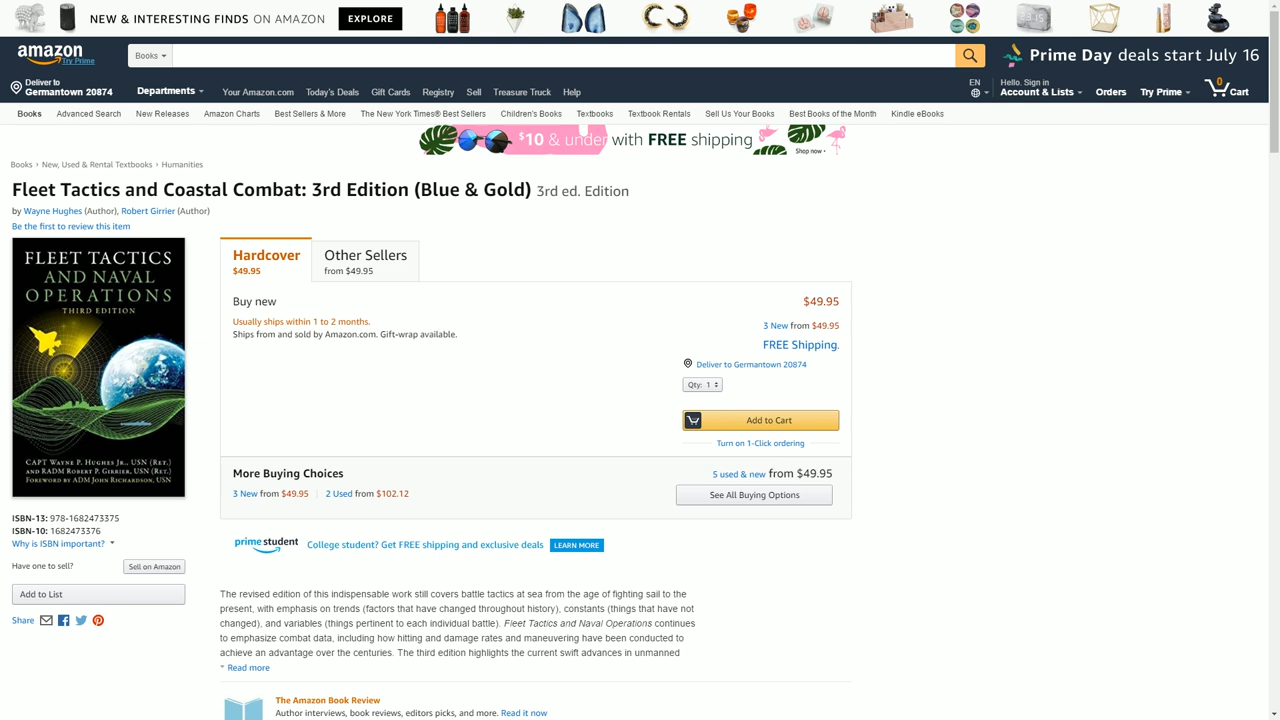 NEW & INTERESTING FINDS ON AMAZON EXPLORE
amazon
Try Prime
Books
Prime Day deals start July 16
Deliver to
Germantown 20874
Departments Your Amazon.com Today's Deals Gift Cards Registry Sell Treasure Truck Help
EN
Hello. Sign in
Account & Lists Orders Try Prime 0 Cart
Books Advanced Search New Releases Amazon Charts Best Sellers & More The New York Times® Best Sellers Children's Books Textbooks Textbook Rentals Sell Us Your Books Best Books of the Month Kindle eBooks
$10 & under with FREE shipping Shop now ›
Books › New, Used & Rental Textbooks › Humanities
Fleet Tactics and Coastal Combat: 3rd Edition (Blue & Gold) 3rd ed. Edition
by Wayne Hughes (Author), Robert Girrier (Author)
Be the first to review this item
FLEET TACTICS
AND NAVAL
OPERATIONS
THIRD EDITION
CAPT WAYNE P. HUGHES JR., USN (RET.)
AND RADM ROBERT P. GIRRIER, USN (RET.)
FOREWORD BY ADM JOHN RICHARDSON, USN
ISBN-13: 978-1682473375
ISBN-10: 1682473376
Why is ISBN important?
Have one to sell? Sell on Amazon
Add to List
Share
Hardcover
$49.95
Other Sellers
from $49.95
Buy new $49.95
Usually ships within 1 to 2 months.
Ships from and sold by Amazon.com. Gift-wrap available.
3 New from $49.95
FREE Shipping.
Deliver to Germantown 20874
Qty: 1
Add to Cart
Turn on 1-Click ordering
More Buying Choices
3 New from $49.95 2 Used from $102.12
5 used & new from $49.95
See All Buying Options
prime student College student? Get FREE shipping and exclusive deals LEARN MORE
The revised edition of this indispensable work still covers battle tactics at sea from the age of fighting sail to the
present, with emphasis on trends (factors that have changed throughout history), constants (things that have not
changed), and variables (things pertinent to each individual battle). Fleet Tactics and Naval Operations continues
to emphasize combat data, including how hitting and damage rates and maneuvering have been conducted to
achieve an advantage over the centuries. The third edition highlights the current swift advances in unmanned
Read more
The Amazon Book Review
Author interviews, book reviews, editors picks, and more. Read it now